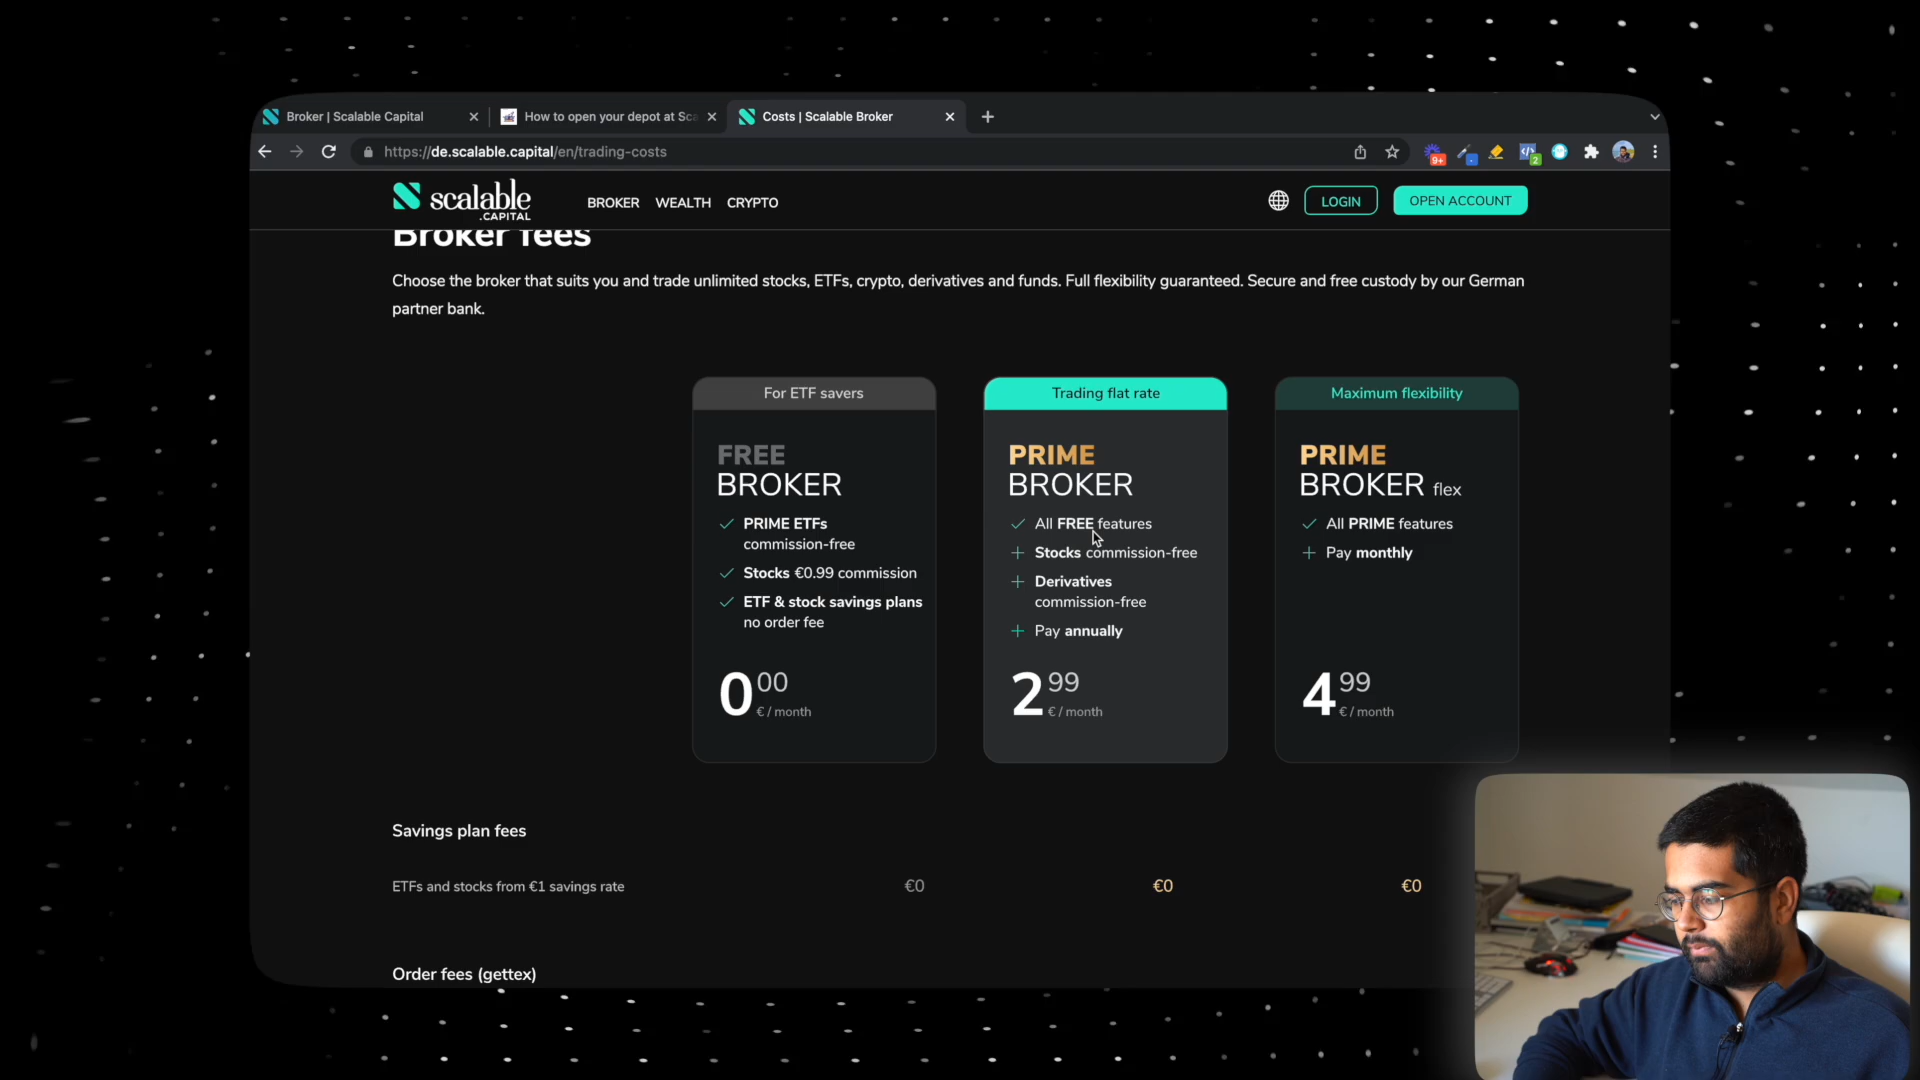 Broker | Scalable Capital
How to open your depot at Sca
Costs | Scalable Broker
https://de.scalable.capital/en/trading-costs
9+
2
scalable
.CAPITAL
BROKER
WEALTH
CRYPTO
LOGIN
OPEN ACCOUNT
Broker fees
Choose the broker that suits you and trade unlimited stocks, ETFs, crypto, derivatives and funds. Full flexibility guaranteed. Secure and free custody by our German
partner bank.
For ETF savers
FREE
BROKER
PRIME ETFs
commission-free
Stocks €0.99 commission
ETF & stock savings plans
no order fee
0 00
€ / month
Trading flat rate
PRIME
BROKER
All FREE features
Stocks commission-free
Derivatives
commission-free
Pay annually
2 99
€ / month
Maximum flexibility
PRIME
BROKER flex
All PRIME features
Pay monthly
4 99
€ / month
Savings plan fees
ETFs and stocks from €1 savings rate
€0
€0
€0
Order fees (gettex)